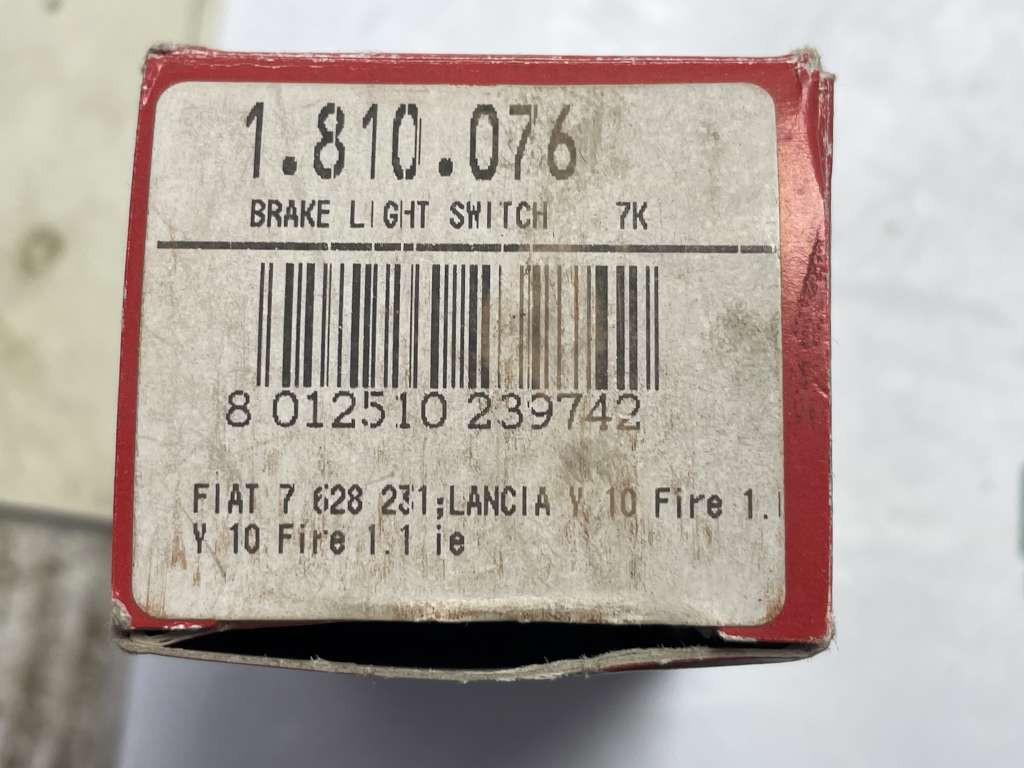 1.810.076
BRAKE LIGHT SWITCH 7K
8 012510 239742
FIAT 7 628 231;LANCIA Y 10 Fire 1.
Y 10 Fire 1.1 ie